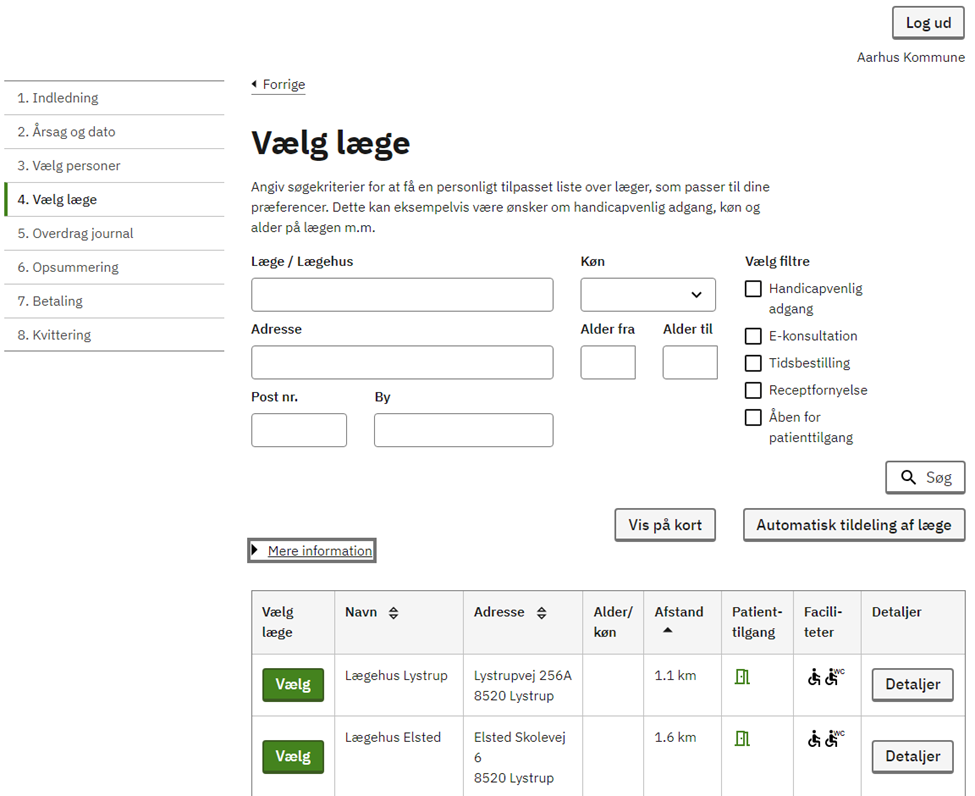 Log ud
Aarhus Kommune
1. Indledning
2. Årsag og dato
3. Vælg personer
4. Vælg læge
5. Overdrag journal
6. Opsummering
7. Betaling
8. Kvittering
Forrige
Vælg læge
Angiv søgekriterier for at få en personligt tilpasset liste over læger, som passer til dine
præferencer. Dette kan eksempelvis være ønsker om handicapvenlig adgang, køn og
alder på lægen m.m.
Læge / Lægehus
Køn
Vælg filtre
Handicapvenlig
adgang
Adresse
Alder fra
Alder til
E-konsultation
Tidsbestilling
Receptfornyelse
Post nr.
By
Åben for
patienttilgang
Søg
Vis på kort
Automatisk tildeling af læge
Mere information
Vælg
læge
Navn
Adresse
Alder/
køn
Afstand
Patient-
tilgang
Facili-
teter
Detaljer
Vælg
Lægehus Lystrup
Lystrupvej 256A
8520 Lystrup
1.1 km
WC
Detaljer
Vælg
Lægehus Elsted
Elsted Skolevej
6
8520 Lystrup
1.6 km
WC
Detaljer